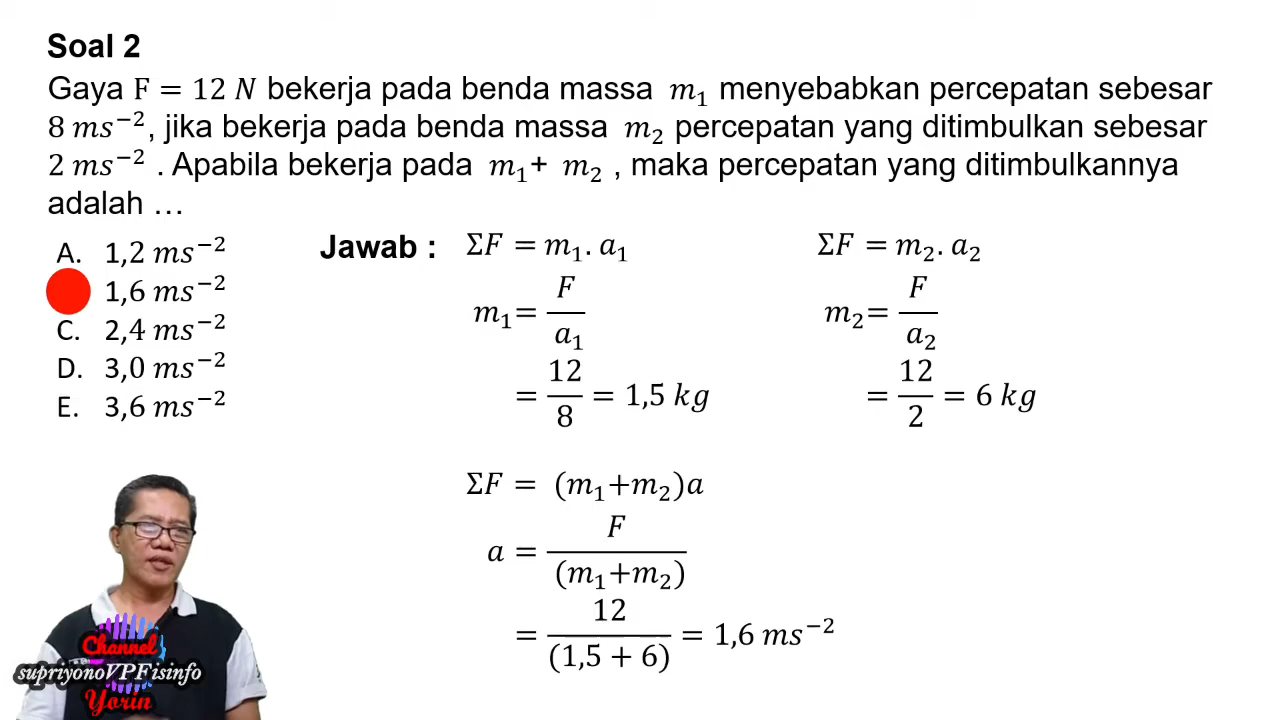 Soal 2
Gaya F = 12 N bekerja pada benda massa m₁ menyebabkan percepatan sebesar
8 ms⁻², jika bekerja pada benda massa m₂ percepatan yang ditimbulkan sebesar
2 ms⁻² . Apabila bekerja pada m₁+ m₂ , maka percepatan yang ditimbulkannya
adalah …
A. 1,2 ms⁻²
1,6 ms⁻²
C. 2,4 ms⁻²
D. 3,0 ms⁻²
E. 3,6 ms⁻²
Jawab :
ΣF = m₁. a₁
m₁= F/a₁
= 12/8 = 1,5 kg
ΣF = m₂. a₂
m₂= F/a₂
= 12/2 = 6 kg
ΣF = (m₁+m₂)a
a = F/(m₁+m₂)
= 12/(1,5 + 6) = 1,6 ms⁻²
Channel
supriyonoVPFisinfo
Yorin